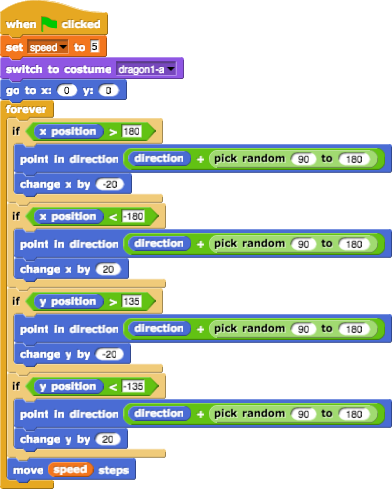 when clicked
set speed to 5
switch to costume dragon1-a
go to x: 0 y: 0
forever
if x position > 180
point in direction direction + pick random 90 to 180
change x by -20
if x position < -180
point in direction direction + pick random 90 to 180
change x by 20
if y position > 135
point in direction direction + pick random 90 to 180
change y by -20
if y position < -135
point in direction direction + pick random 90 to 180
change y by 20
move speed steps